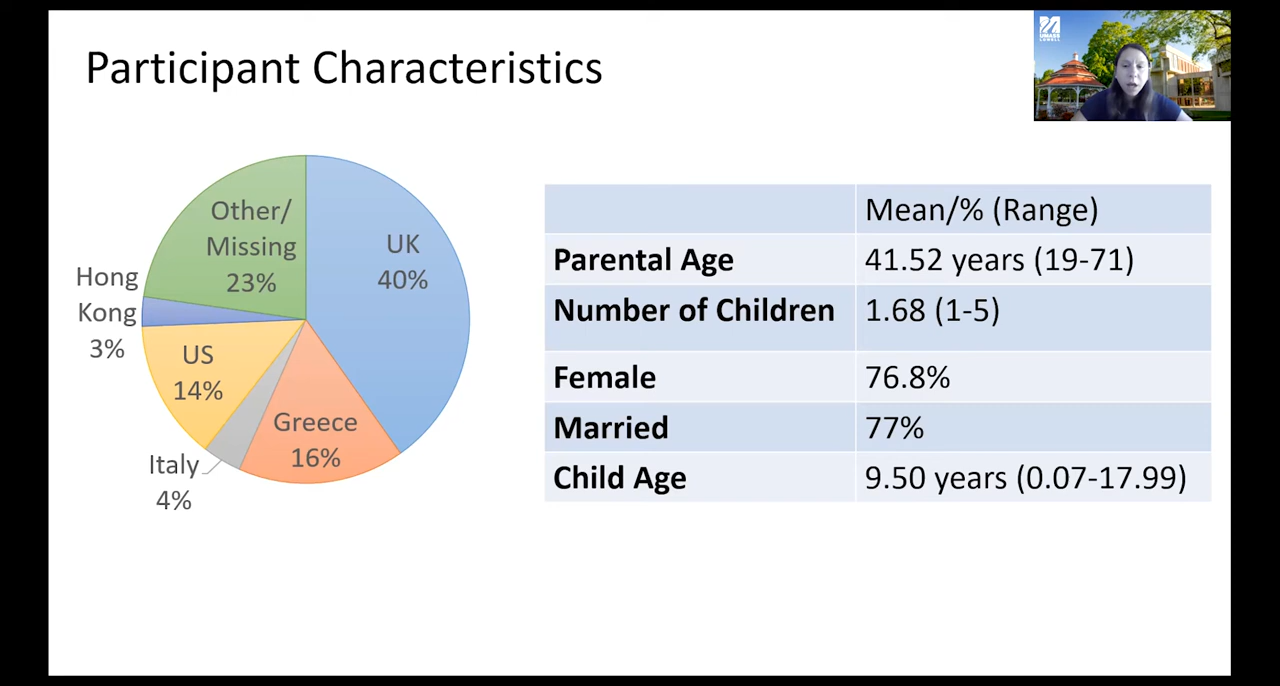 Participant Characteristics
UMASS
LOWELL
Other/
Missing
23%
UK
40%
Hong
Kong
3%
US
14%
Greece
16%
Italy
4%
Mean/% (Range)
Parental Age 41.52 years (19-71)
Number of Children 1.68 (1-5)
Female 76.8%
Married 77%
Child Age 9.50 years (0.07-17.99)